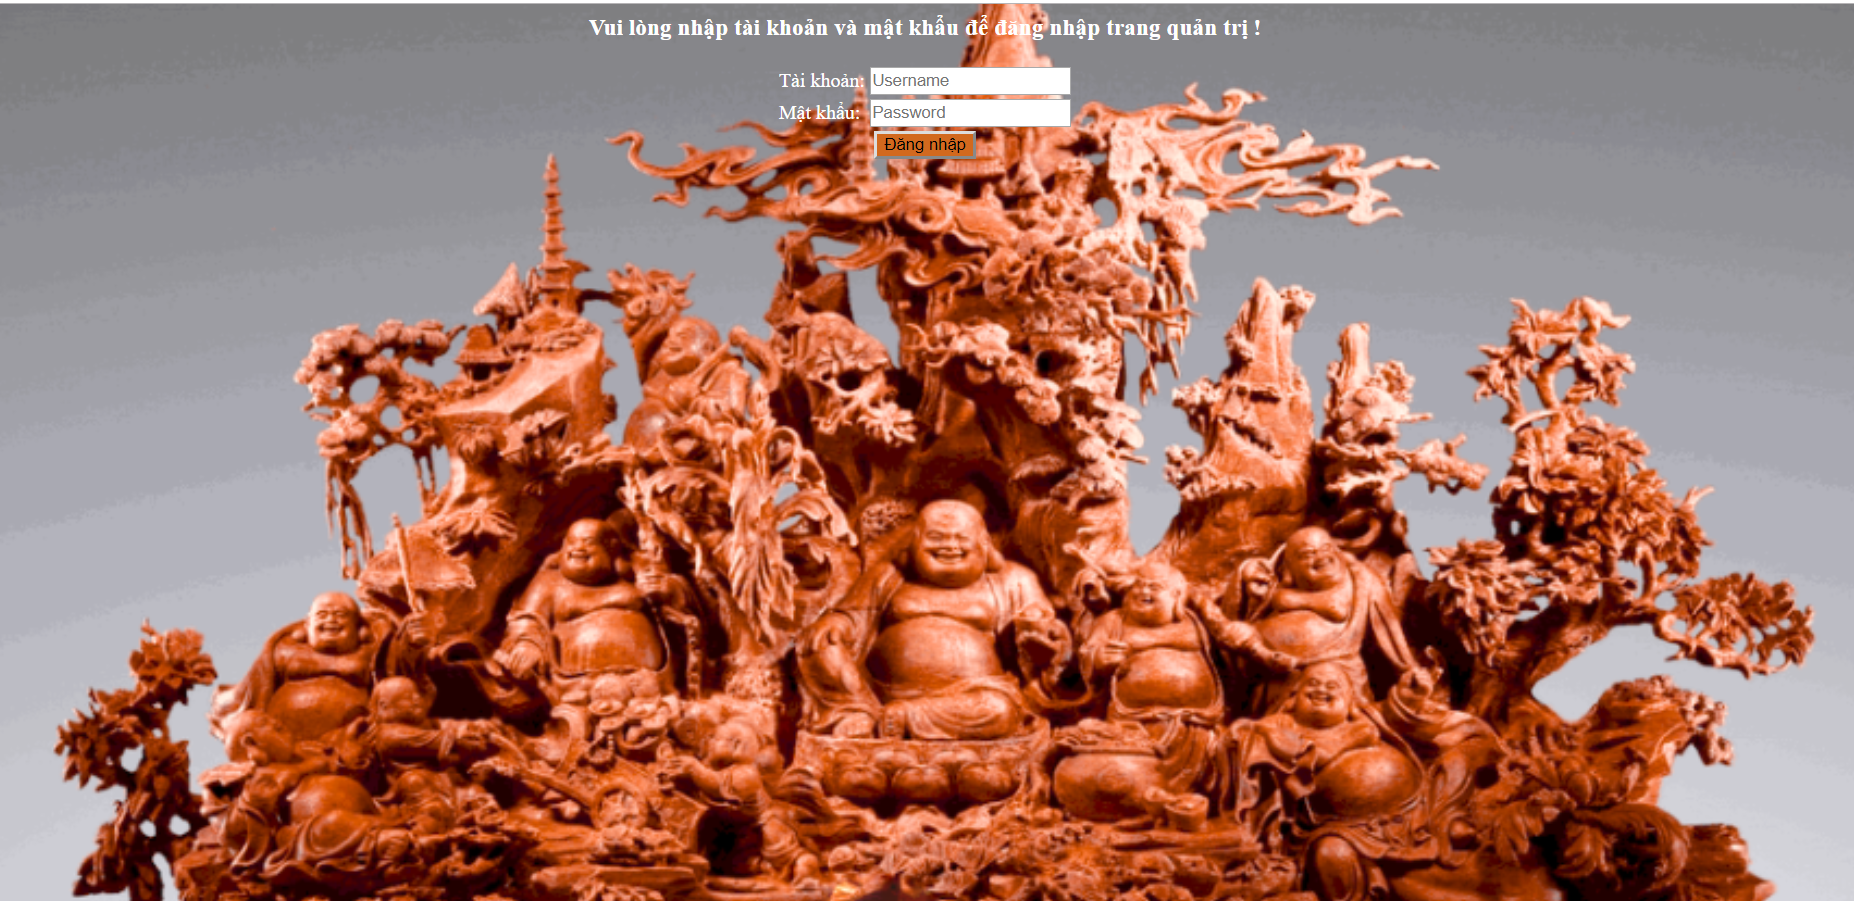 Vui lòng nhập tài khoản và mật khẩu để đăng nhập trang quản trị !
Tài khoản: Username
Mật khẩu: Password
Đăng nhập